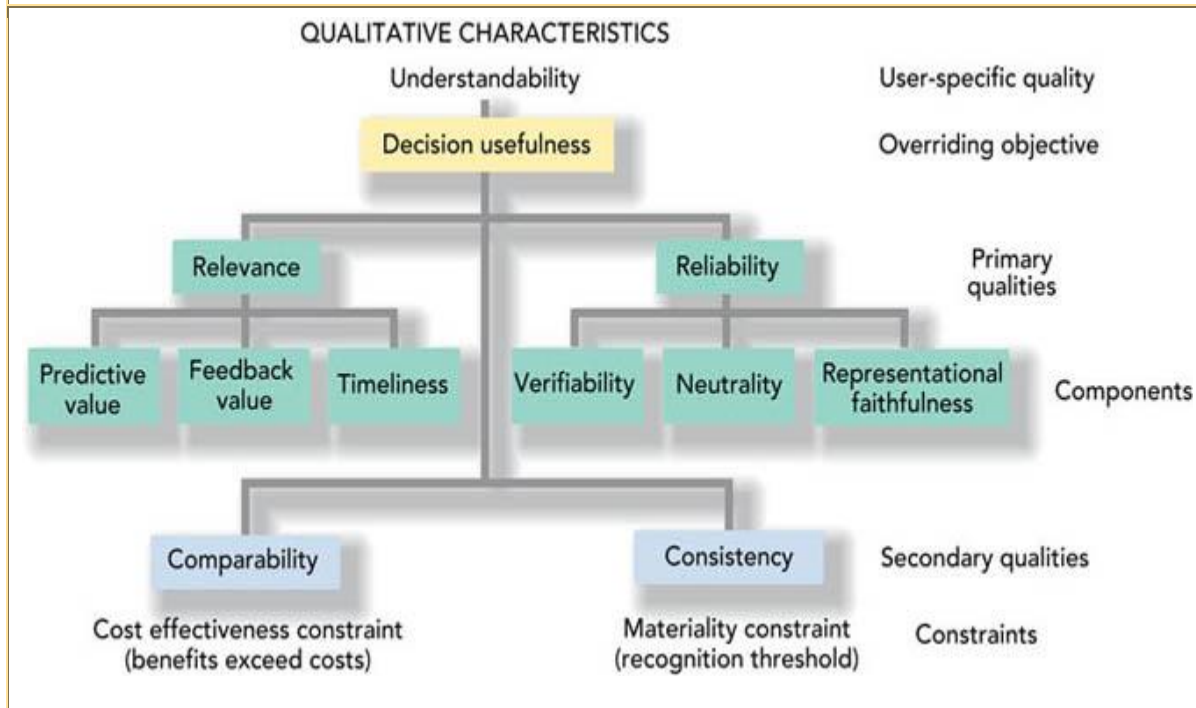 QUALITATIVE CHARACTERISTICS
Understandability
User-specific quality
Decision usefulness
Overriding objective
Relevance
Reliability
Primary
qualities
Predictive
value
Feedback
value
Timeliness
Verifiability
Neutrality
Representational
faithfulness
Components
Comparability
Consistency
Secondary qualities
Cost effectiveness constraint
(benefits exceed costs)
Materiality constraint
(recognition threshold)
Constraints